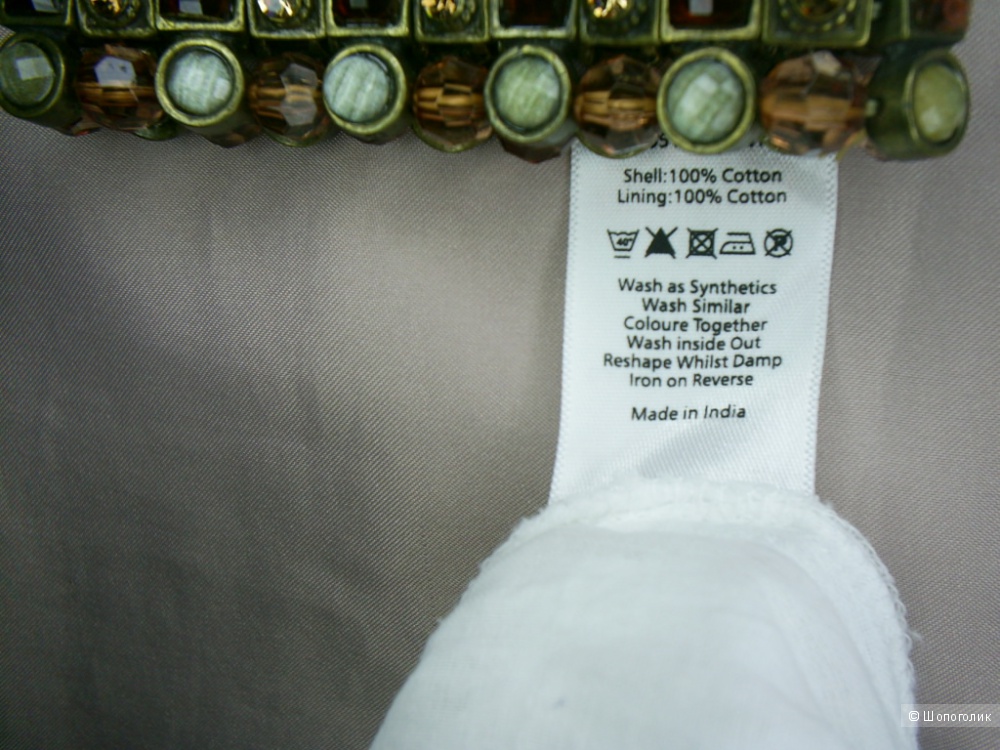 Shell:100% Cotton
Lining:100% Cotton
40°
P
Wash as Synthetics
Wash Similar
Coloure Together
Wash inside Out
Reshape Whilst Damp
Iron on Reverse
Made in India
© Шопоголик